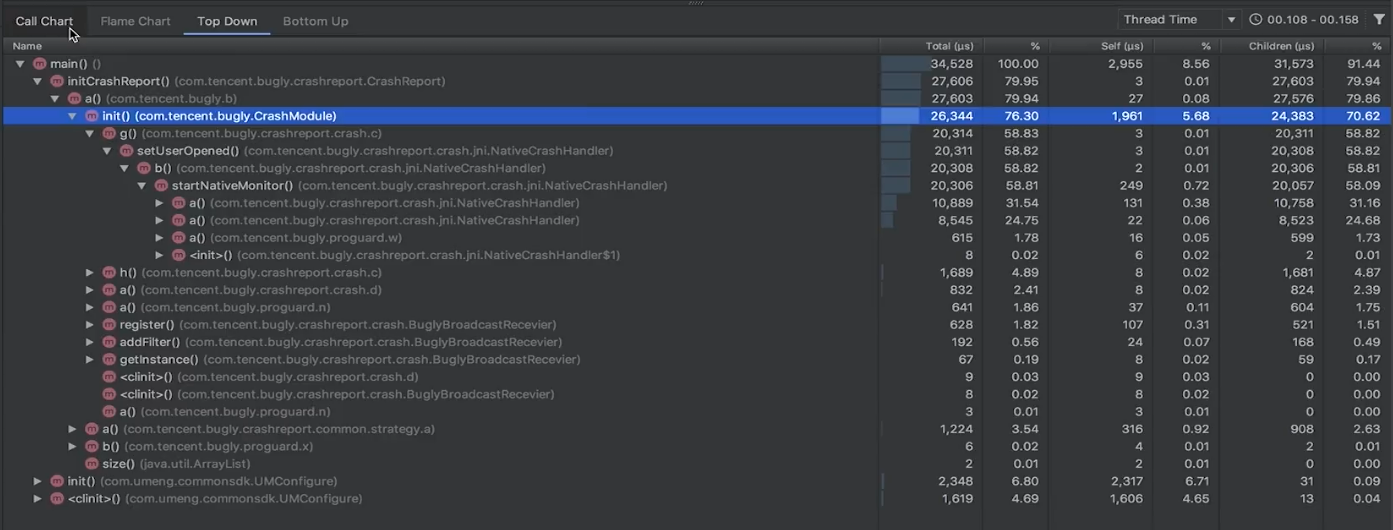 Call Chart Flame Chart Top Down Bottom Up Thread Time 00.108 - 00.158
Name Total (μs) % Self (μs) % Children (μs) %
main() () 34,528 100.00 2,955 8.56 31,573 91.44
initCrashReport() (com.tencent.bugly.crashreport.CrashReport) 27,606 79.95 3 0.01 27,603 79.94
a() (com.tencent.bugly.b) 27,603 79.94 27 0.08 27,576 79.86
init() (com.tencent.bugly.CrashModule) 26,344 76.30 1,961 5.68 24,383 70.62
g() (com.tencent.bugly.crashreport.crash.c) 20,314 58.83 3 0.01 20,311 58.82
setUserOpened() (com.tencent.bugly.crashreport.crash.jni.NativeCrashHandler) 20,311 58.82 3 0.01 20,308 58.82
b() (com.tencent.bugly.crashreport.crash.jni.NativeCrashHandler) 20,308 58.82 2 0.01 20,306 58.81
startNativeMonitor() (com.tencent.bugly.crashreport.crash.jni.NativeCrashHandler) 20,306 58.81 249 0.72 20,057 58.09
a() (com.tencent.bugly.crashreport.crash.jni.NativeCrashHandler) 10,889 31.54 131 0.38 10,758 31.16
a() (com.tencent.bugly.crashreport.crash.jni.NativeCrashHandler) 8,545 24.75 22 0.06 8,523 24.68
a() (com.tencent.bugly.proguard.w) 615 1.78 16 0.05 599 1.73
<init>() (com.tencent.bugly.crashreport.crash.jni.NativeCrashHandler$1) 8 0.02 6 0.02 2 0.01
h() (com.tencent.bugly.crashreport.crash.c) 1,689 4.89 8 0.02 1,681 4.87
a() (com.tencent.bugly.crashreport.crash.d) 832 2.41 8 0.02 824 2.39
a() (com.tencent.bugly.proguard.n) 641 1.86 37 0.11 604 1.75
register() (com.tencent.bugly.crashreport.crash.BuglyBroadcastRecevier) 628 1.82 107 0.31 521 1.51
addFilter() (com.tencent.bugly.crashreport.crash.BuglyBroadcastRecevier) 192 0.56 24 0.07 168 0.49
getInstance() (com.tencent.bugly.crashreport.crash.BuglyBroadcastRecevier) 67 0.19 8 0.02 59 0.17
<clinit>() (com.tencent.bugly.crashreport.crash.d) 9 0.03 9 0.03 0 0.00
<clinit>() (com.tencent.bugly.crashreport.crash.BuglyBroadcastRecevier) 8 0.02 8 0.02 0 0.00
a() (com.tencent.bugly.proguard.n) 3 0.01 3 0.01 0 0.00
a() (com.tencent.bugly.crashreport.common.strategy.a) 1,224 3.54 316 0.92 908 2.63
b() (com.tencent.bugly.proguard.x) 6 0.02 4 0.01 2 0.01
size() (java.util.ArrayList) 2 0.01 2 0.01 0 0.00
init() (com.umeng.commonsdk.UMConfigure) 2,348 6.80 2,317 6.71 31 0.09
<clinit>() (com.umeng.commonsdk.UMConfigure) 1,619 4.69 1,606 4.65 13 0.04